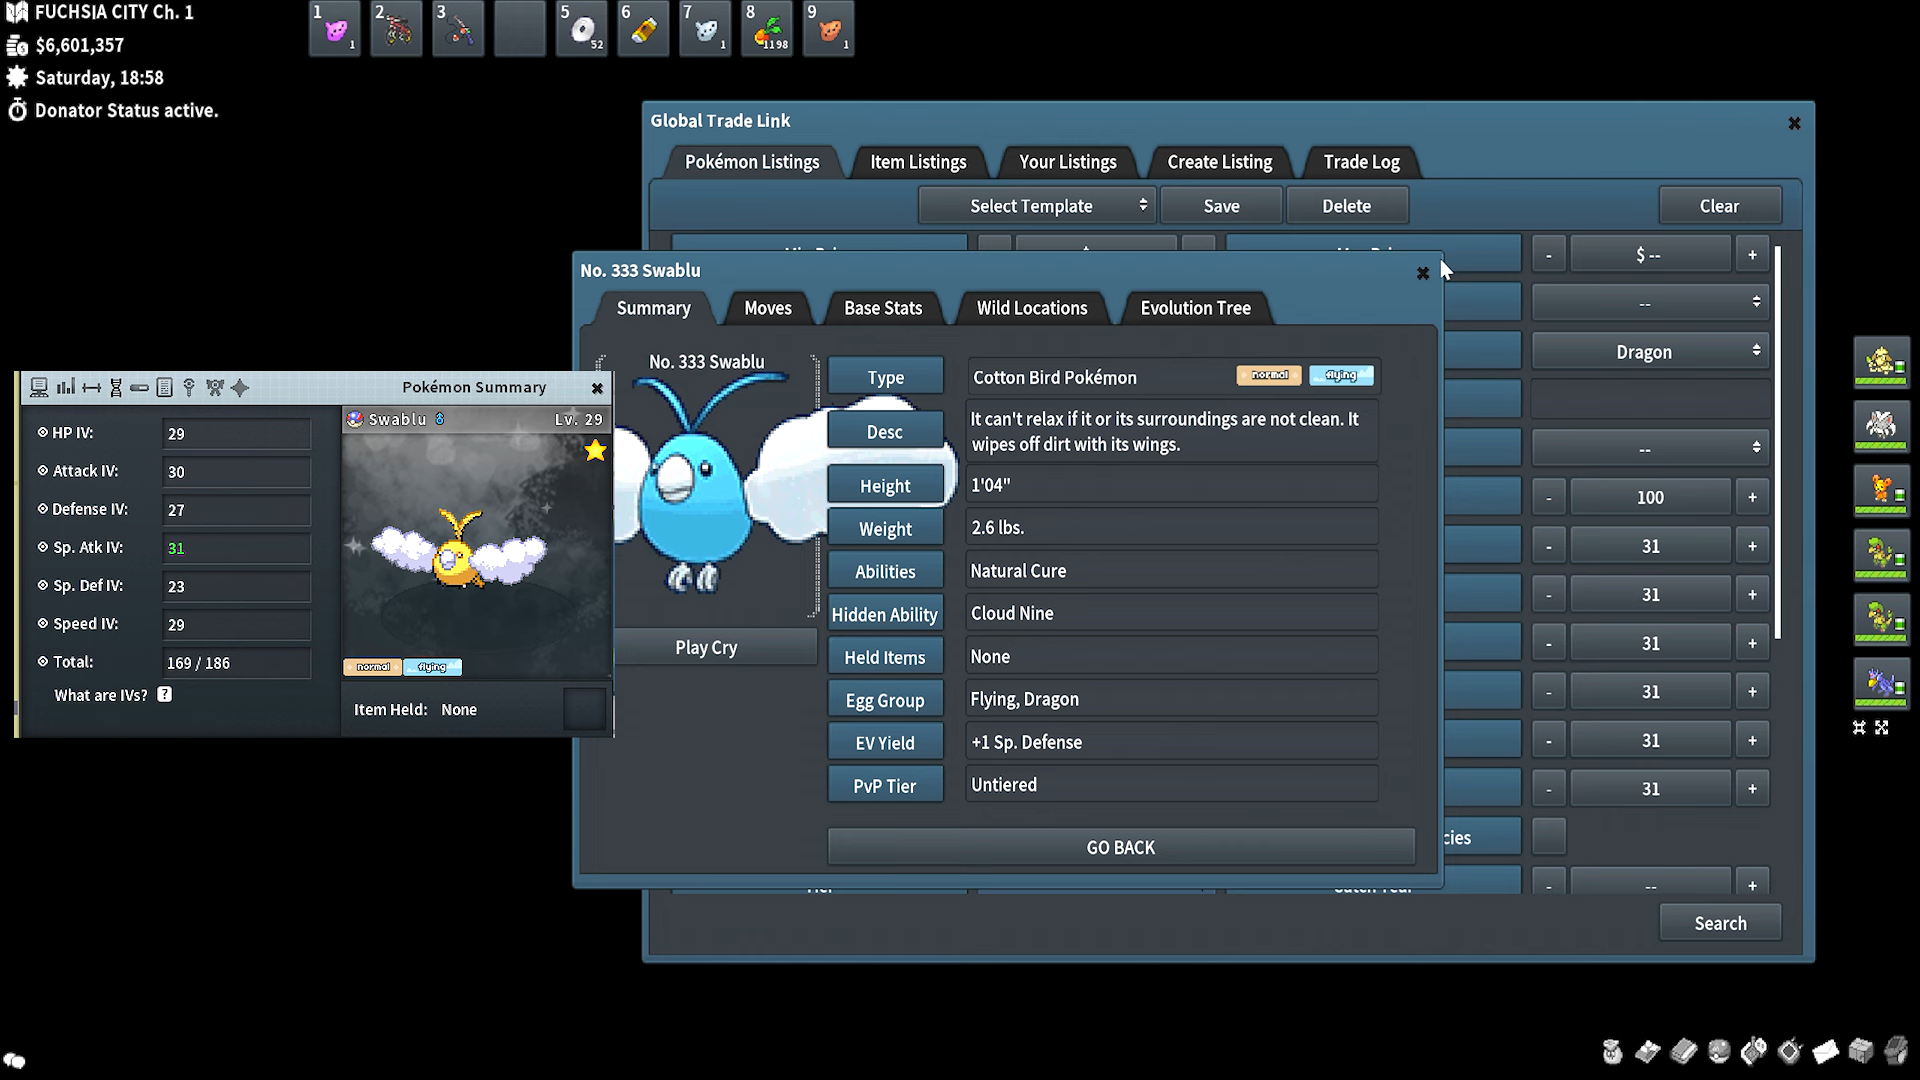 FUCHSIA CITY Ch. 1
$6,601,357
Saturday, 18:58
Donator Status active.
1 1
2
3
5 52
6
7 1
8 1198
9 1
Global Trade Link
Pokémon Listings
Item Listings
Your Listings
Create Listing
Trade Log
Select Template
Save
Delete
Clear
- $ -- +
--
Dragon
--
- 100 +
- 31 +
- 31 +
- 31 +
- 31 +
- 31 +
- 31 +
cies
- -- +
Search
No. 333 Swablu
Summary
Moves
Base Stats
Wild Locations
Evolution Tree
No. 333 Swablu
Play Cry
Type Cotton Bird Pokémon normal flying
Desc It can't relax if it or its surroundings are not clean. It
wipes off dirt with its wings.
Height 1'04"
Weight 2.6 lbs.
Abilities Natural Cure
Hidden Ability Cloud Nine
Held Items None
Egg Group Flying, Dragon
EV Yield +1 Sp. Defense
PvP Tier Untiered
GO BACK
Pokémon Summary
HP IV: 29
Attack IV: 30
Defense IV: 27
Sp. Atk IV: 31
Sp. Def IV: 23
Speed IV: 29
Total: 169 / 186
What are IVs? ?
Swablu Lv. 29
normal flying
Item Held: None